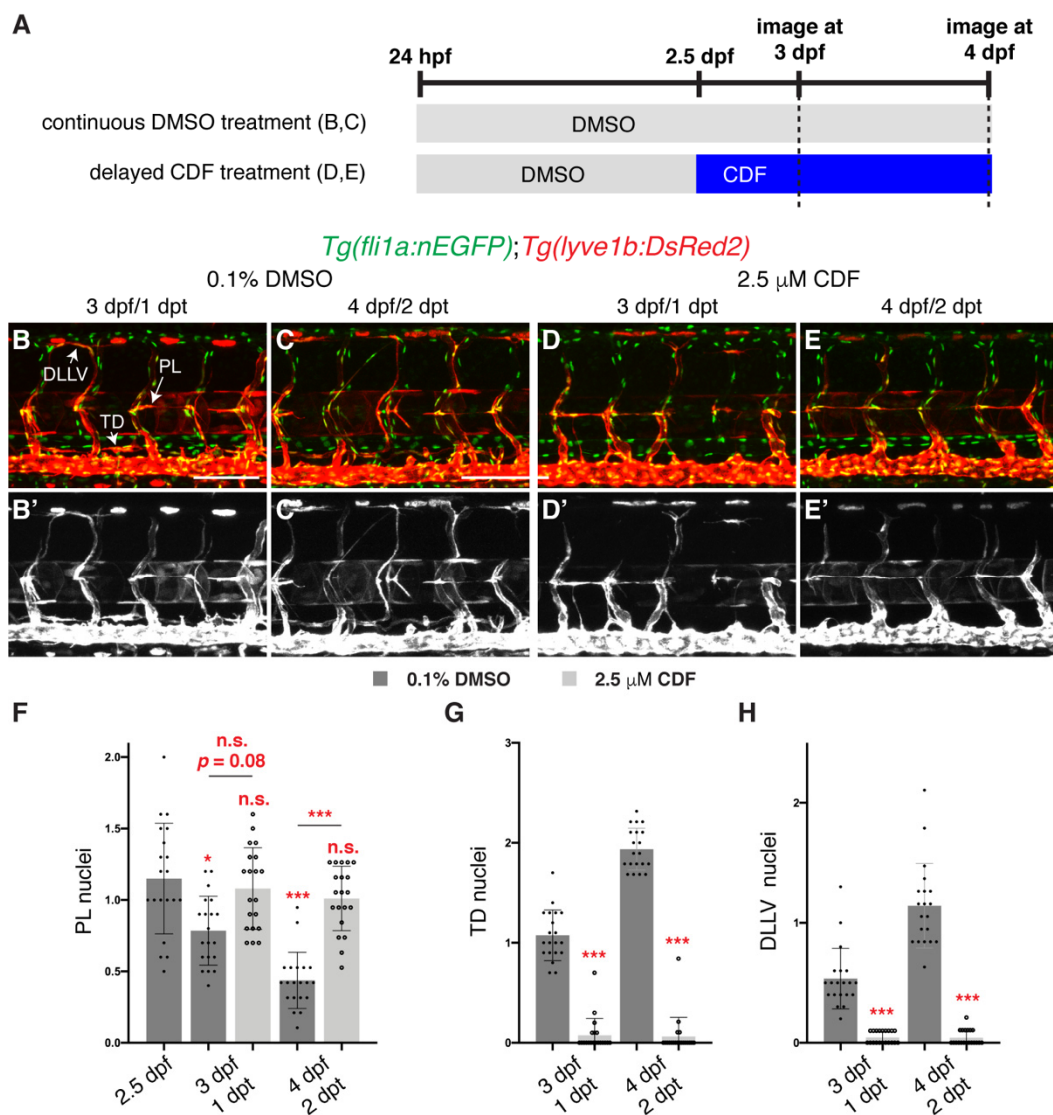 A
24 hpf
2.5 dpf
image at
3 dpf
image at
4 dpf
continuous DMSO treatment (B,C)
DMSO
delayed CDF treatment (D,E)
DMSO
CDF
Tg(fli1a:nEGFP);Tg(lyve1b:DsRed2)
0.1% DMSO
2.5 µM CDF
3 dpf/1 dpt
4 dpf/2 dpt
3 dpf/1 dpt
4 dpf/2 dpt
B
DLLV
PL
TD
C
D
E
B'
C'
D'
E'
0.1% DMSO
2.5 µM CDF
F
PL nuclei
2.0
1.5
1.0
0.5
0.0
n.s.
p = 0.08
*
n.s.
***
***
n.s.
2.5 dpf
3 dpf
1 dpt
4 dpf
2 dpt
G
TD nuclei
3
2
1
0
***
***
3 dpf
1 dpt
4 dpf
2 dpt
H
DLLV nuclei
2
1
0
***
***
3 dpf
1 dpt
4 dpf
2 dpt